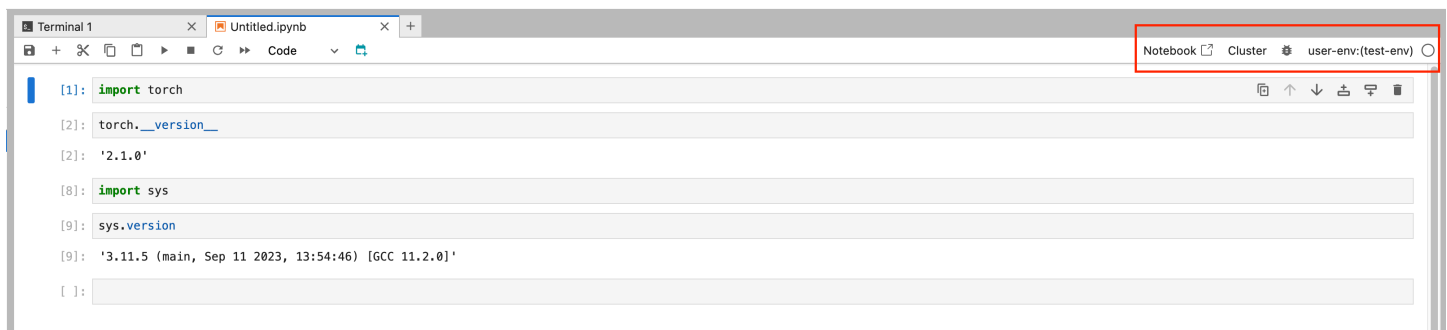 Terminal 1 Untitled.ipynb
Code Notebook Cluster user-env:(test-env)
[1]: import torch
[2]: torch.__version__
[2]: '2.1.0'
[8]: import sys
[9]: sys.version
[9]: '3.11.5 (main, Sep 11 2023, 13:54:46) [GCC 11.2.0]'
[ ]: